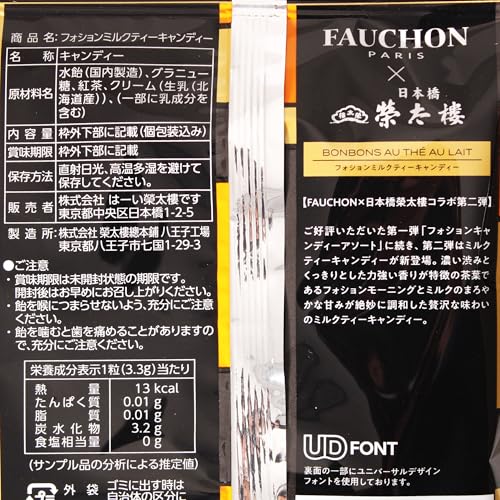 商品名:フォションミルクティーキャンディー
名称 キャンディー
原材料名 水飴(国内製造)、グラニュー
糖、紅茶、クリーム(生乳(北
海道産))、(一部に乳成分を
含む)
内容量 枠外下部に記載(個包装込み)
賞味期限 枠外下部に記載
保存方法 直射日光、高温多湿を避けて
保存してください。
販売者 株式会社 はーい榮太樓です
東京都中央区日本橋1-2-5
製造所:株式会社 榮太樓總本鋪 八王子工場
東京都八王子市七国1-29-3
●ご注意
・賞味期限は未開封状態の期限です。
開封後はお早めにお召し上がりください。
・飴を喉につまらせないよう、充分にご注意
ください。
・飴を噛むと歯を痛めることがありますの
で、充分にご注意ください。
栄養成分表示1粒(3.3g)当たり
熱量 13kcal
たんぱく質 0.01g
脂質 0.01g
炭水化物 3.2g
食塩相当量 0g
(サンプル品の分析による推定値)
外袋 ゴミに出す時は
自治体の区分に
FAUCHON
PARIS
×
日本橋
榮太樓
BONBONS AU THÉ AU LAIT
フォションミルクティーキャンディー
【FAUCHON×日本橋榮太樓コラボ第二弾】
ご好評いただいた第一弾「フォションキャ
ンディーアソート」に続き、第二弾はミルク
ティーキャンディーが新登場。濃い渋みと
くっきりとした力強い香りが特徴の茶葉で
あるフォションモーニングとミルクのまろや
かな甘みが絶妙に調和した贅沢な味わい
のミルクティーキャンディー。
UD FONT
裏面の一部にユニバーサルデザイン
フォントを使用しております。